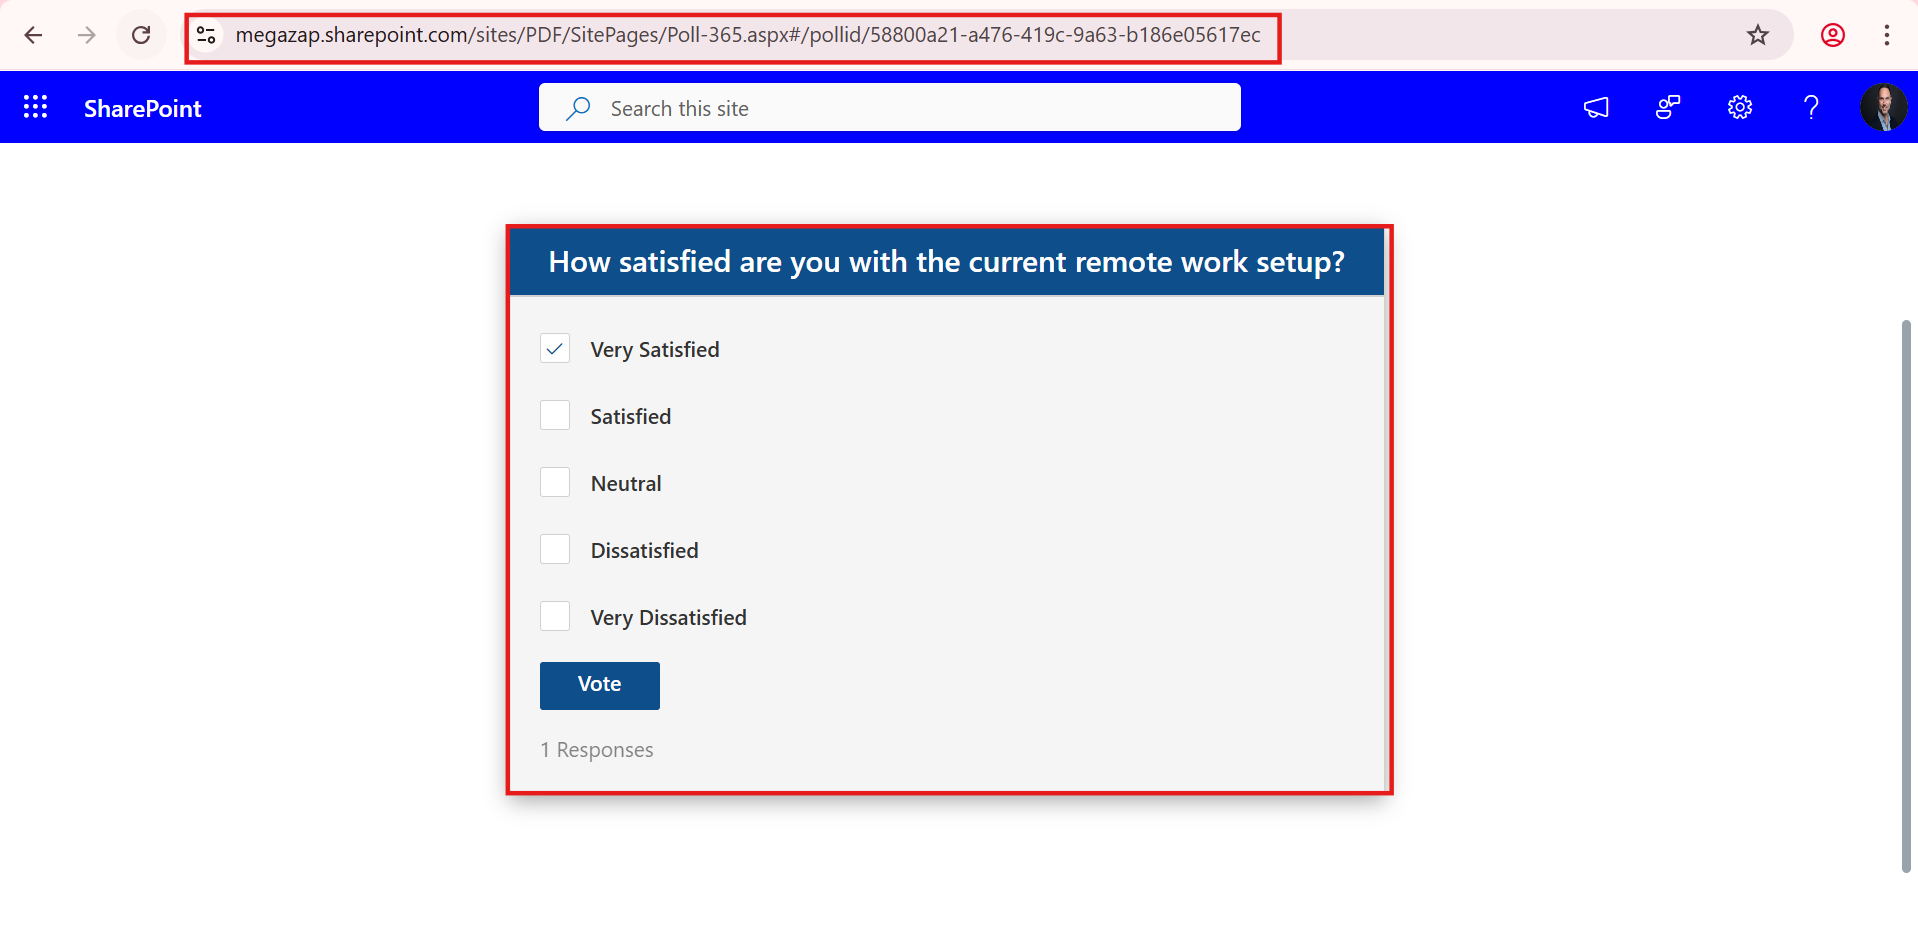 megazap.sharepoint.com/sites/PDF/SitePages/Poll-365.aspx#/pollid/58800a21-a476-419c-9a63-b186e05617ec
SharePoint
Search this site
How satisfied are you with the current remote work setup?
Very Satisfied
Satisfied
Neutral
Dissatisfied
Very Dissatisfied
Vote
1 Responses